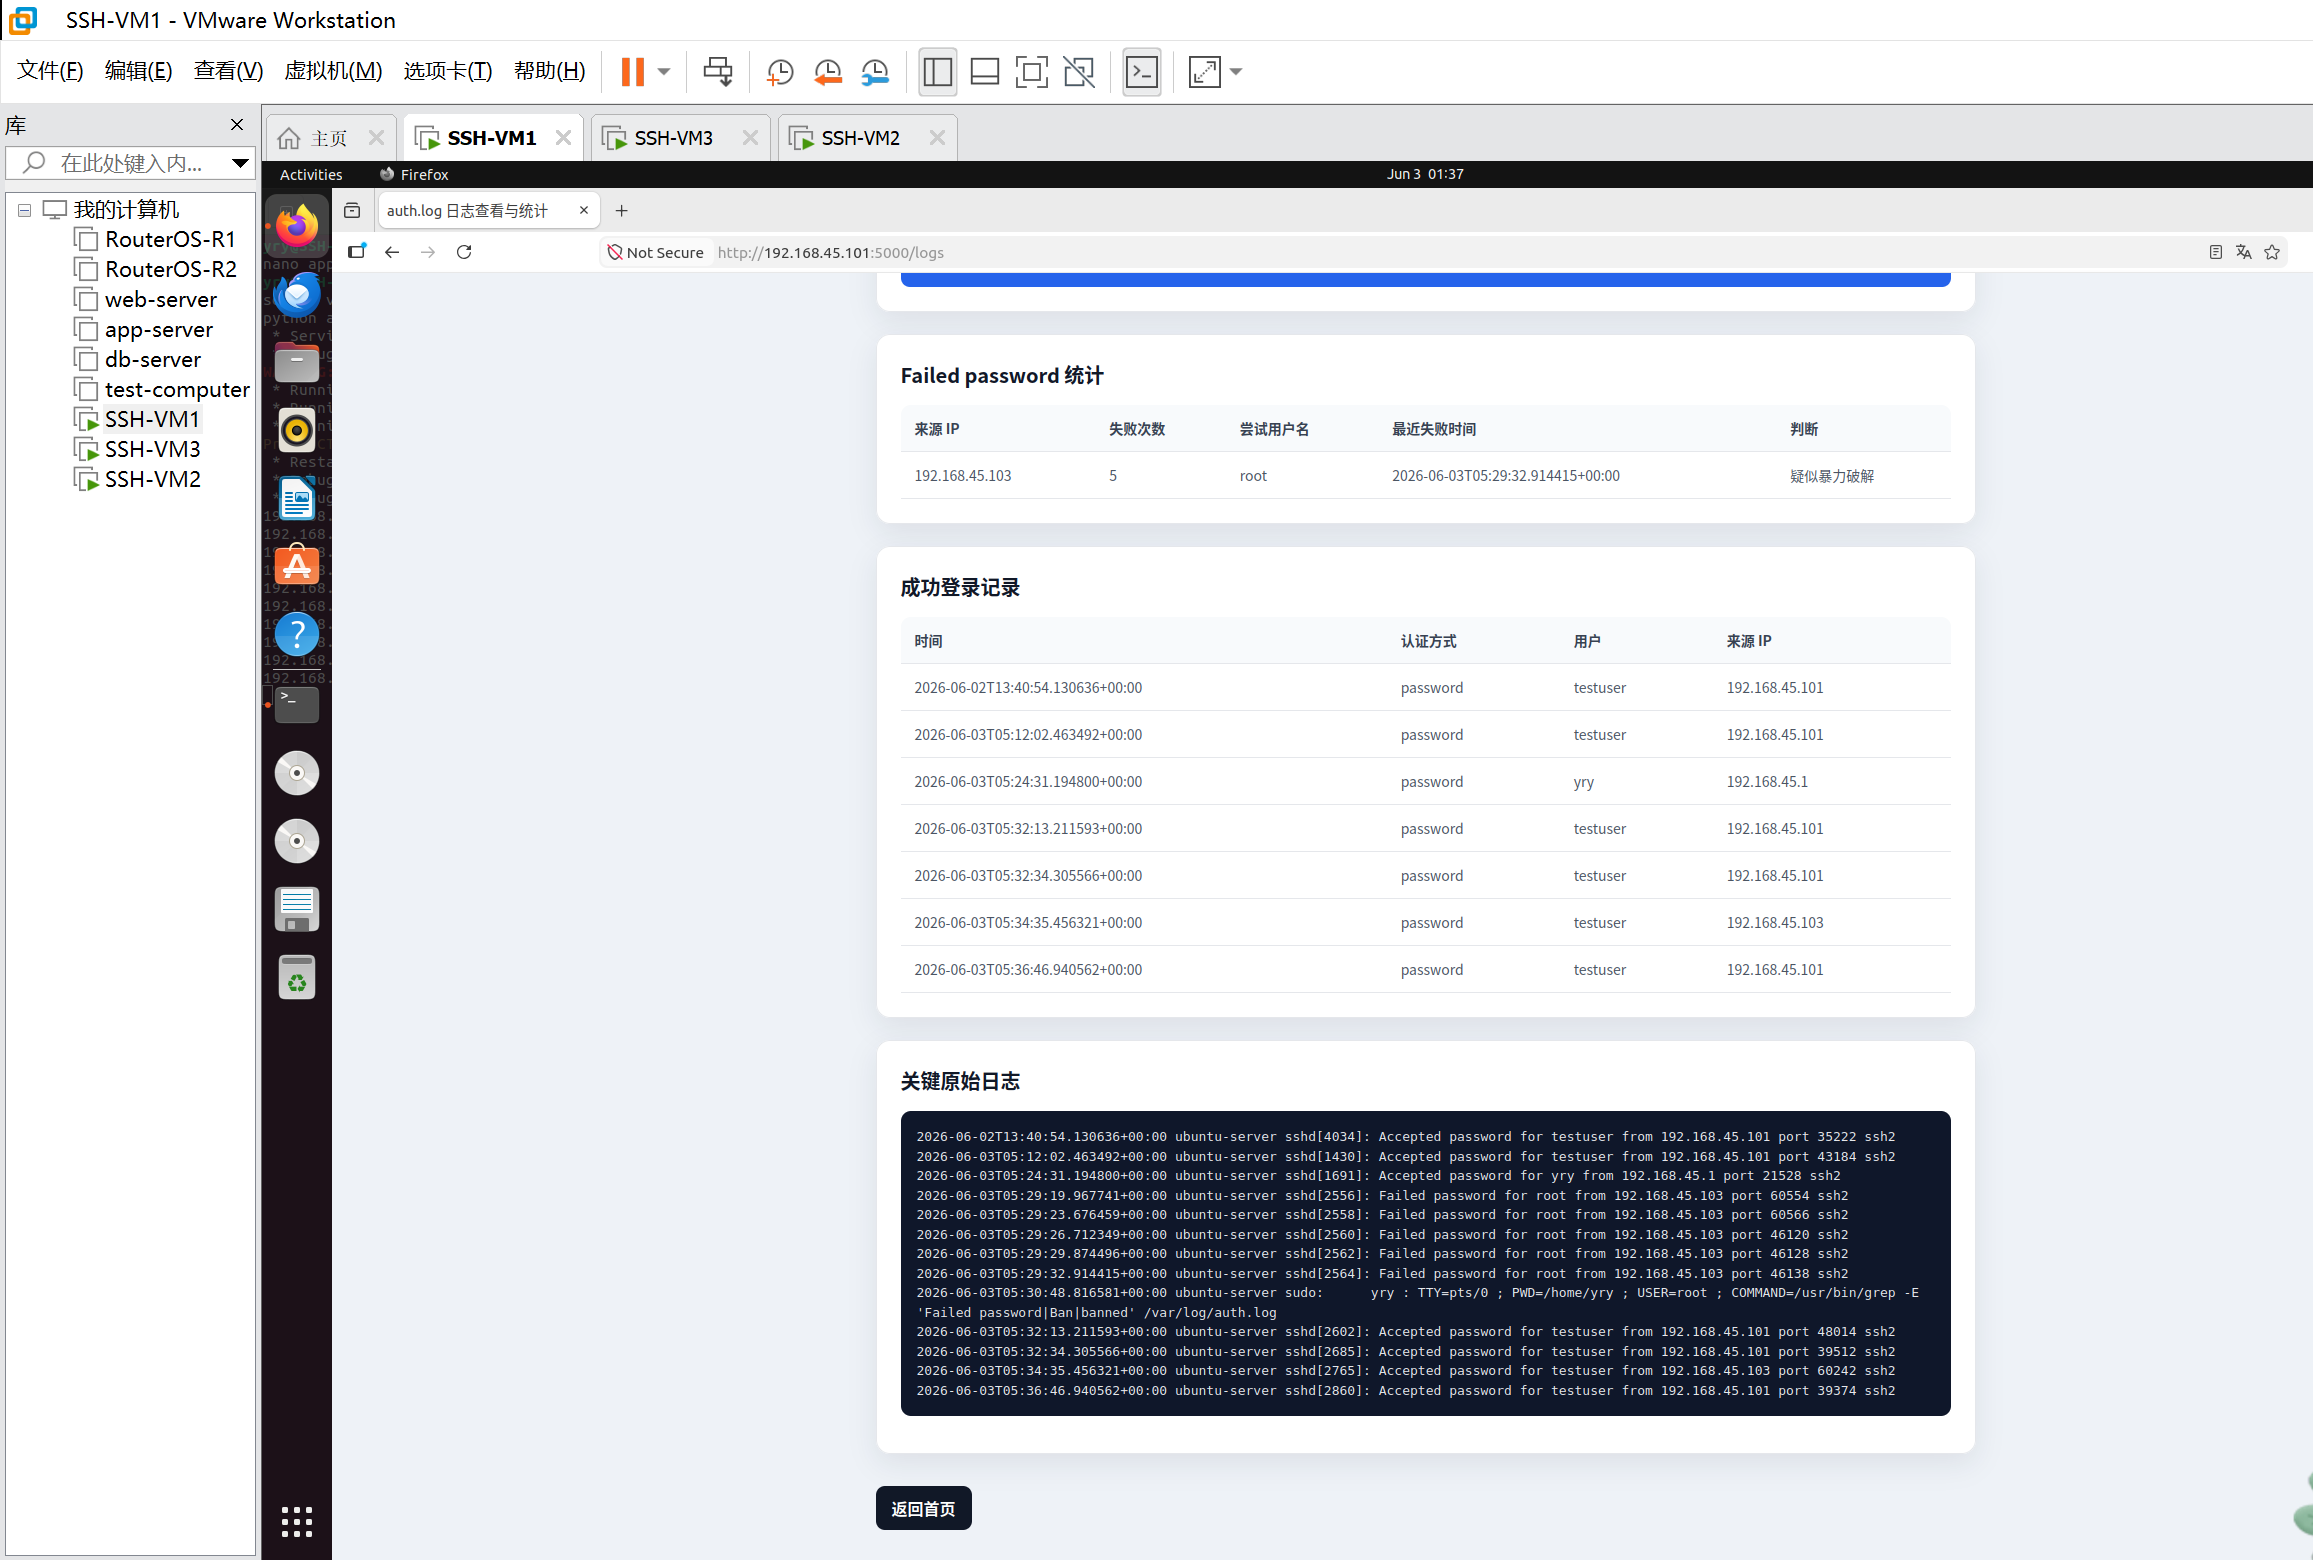 SSH-VM1 - VMware Workstation
文件(F) 编辑(E) 查看(V) 虚拟机(M) 选项卡(T) 帮助(H)
库
在此处键入内...
我的计算机
RouterOS-R1
RouterOS-R2
web-server
app-server
db-server
test-computer
SSH-VM1
SSH-VM3
SSH-VM2
主页 SSH-VM1 SSH-VM3 SSH-VM2
Activities Firefox Jun 3 01:37
auth.log 日志查看与统计
Not Secure http://192.168.45.101:5000/logs
Failed password 统计
来源 IP 失败次数 尝试用户名 最近失败时间 判断
192.168.45.103 5 root 2026-06-03T05:29:32.914415+00:00 疑似暴力破解
成功登录记录
时间 认证方式 用户 来源 IP
2026-06-02T13:40:54.130636+00:00 password testuser 192.168.45.101
2026-06-03T05:12:02.463492+00:00 password testuser 192.168.45.101
2026-06-03T05:24:31.194800+00:00 password yry 192.168.45.1
2026-06-03T05:32:13.211593+00:00 password testuser 192.168.45.101
2026-06-03T05:32:34.305566+00:00 password testuser 192.168.45.101
2026-06-03T05:34:35.456321+00:00 password testuser 192.168.45.103
2026-06-03T05:36:46.940562+00:00 password testuser 192.168.45.101
关键原始日志
2026-06-02T13:40:54.130636+00:00 ubuntu-server sshd[4034]: Accepted password for testuser from 192.168.45.101 port 35222 ssh2
2026-06-03T05:12:02.463492+00:00 ubuntu-server sshd[1430]: Accepted password for testuser from 192.168.45.101 port 43184 ssh2
2026-06-03T05:24:31.194800+00:00 ubuntu-server sshd[1691]: Accepted password for yry from 192.168.45.1 port 21528 ssh2
2026-06-03T05:29:19.967741+00:00 ubuntu-server sshd[2556]: Failed password for root from 192.168.45.103 port 60554 ssh2
2026-06-03T05:29:23.676459+00:00 ubuntu-server sshd[2558]: Failed password for root from 192.168.45.103 port 60566 ssh2
2026-06-03T05:29:26.712349+00:00 ubuntu-server sshd[2560]: Failed password for root from 192.168.45.103 port 46120 ssh2
2026-06-03T05:29:29.874496+00:00 ubuntu-server sshd[2562]: Failed password for root from 192.168.45.103 port 46128 ssh2
2026-06-03T05:29:32.914415+00:00 ubuntu-server sshd[2564]: Failed password for root from 192.168.45.103 port 46138 ssh2
2026-06-03T05:30:48.816581+00:00 ubuntu-server sudo: yry : TTY=pts/0 ; PWD=/home/yry ; USER=root ; COMMAND=/usr/bin/grep -E
'Failed password|Ban|banned' /var/log/auth.log
2026-06-03T05:32:13.211593+00:00 ubuntu-server sshd[2602]: Accepted password for testuser from 192.168.45.101 port 48014 ssh2
2026-06-03T05:32:34.305566+00:00 ubuntu-server sshd[2685]: Accepted password for testuser from 192.168.45.101 port 39512 ssh2
2026-06-03T05:34:35.456321+00:00 ubuntu-server sshd[2765]: Accepted password for testuser from 192.168.45.103 port 60242 ssh2
2026-06-03T05:36:46.940562+00:00 ubuntu-server sshd[2860]: Accepted password for testuser from 192.168.45.101 port 39374 ssh2
返回首页